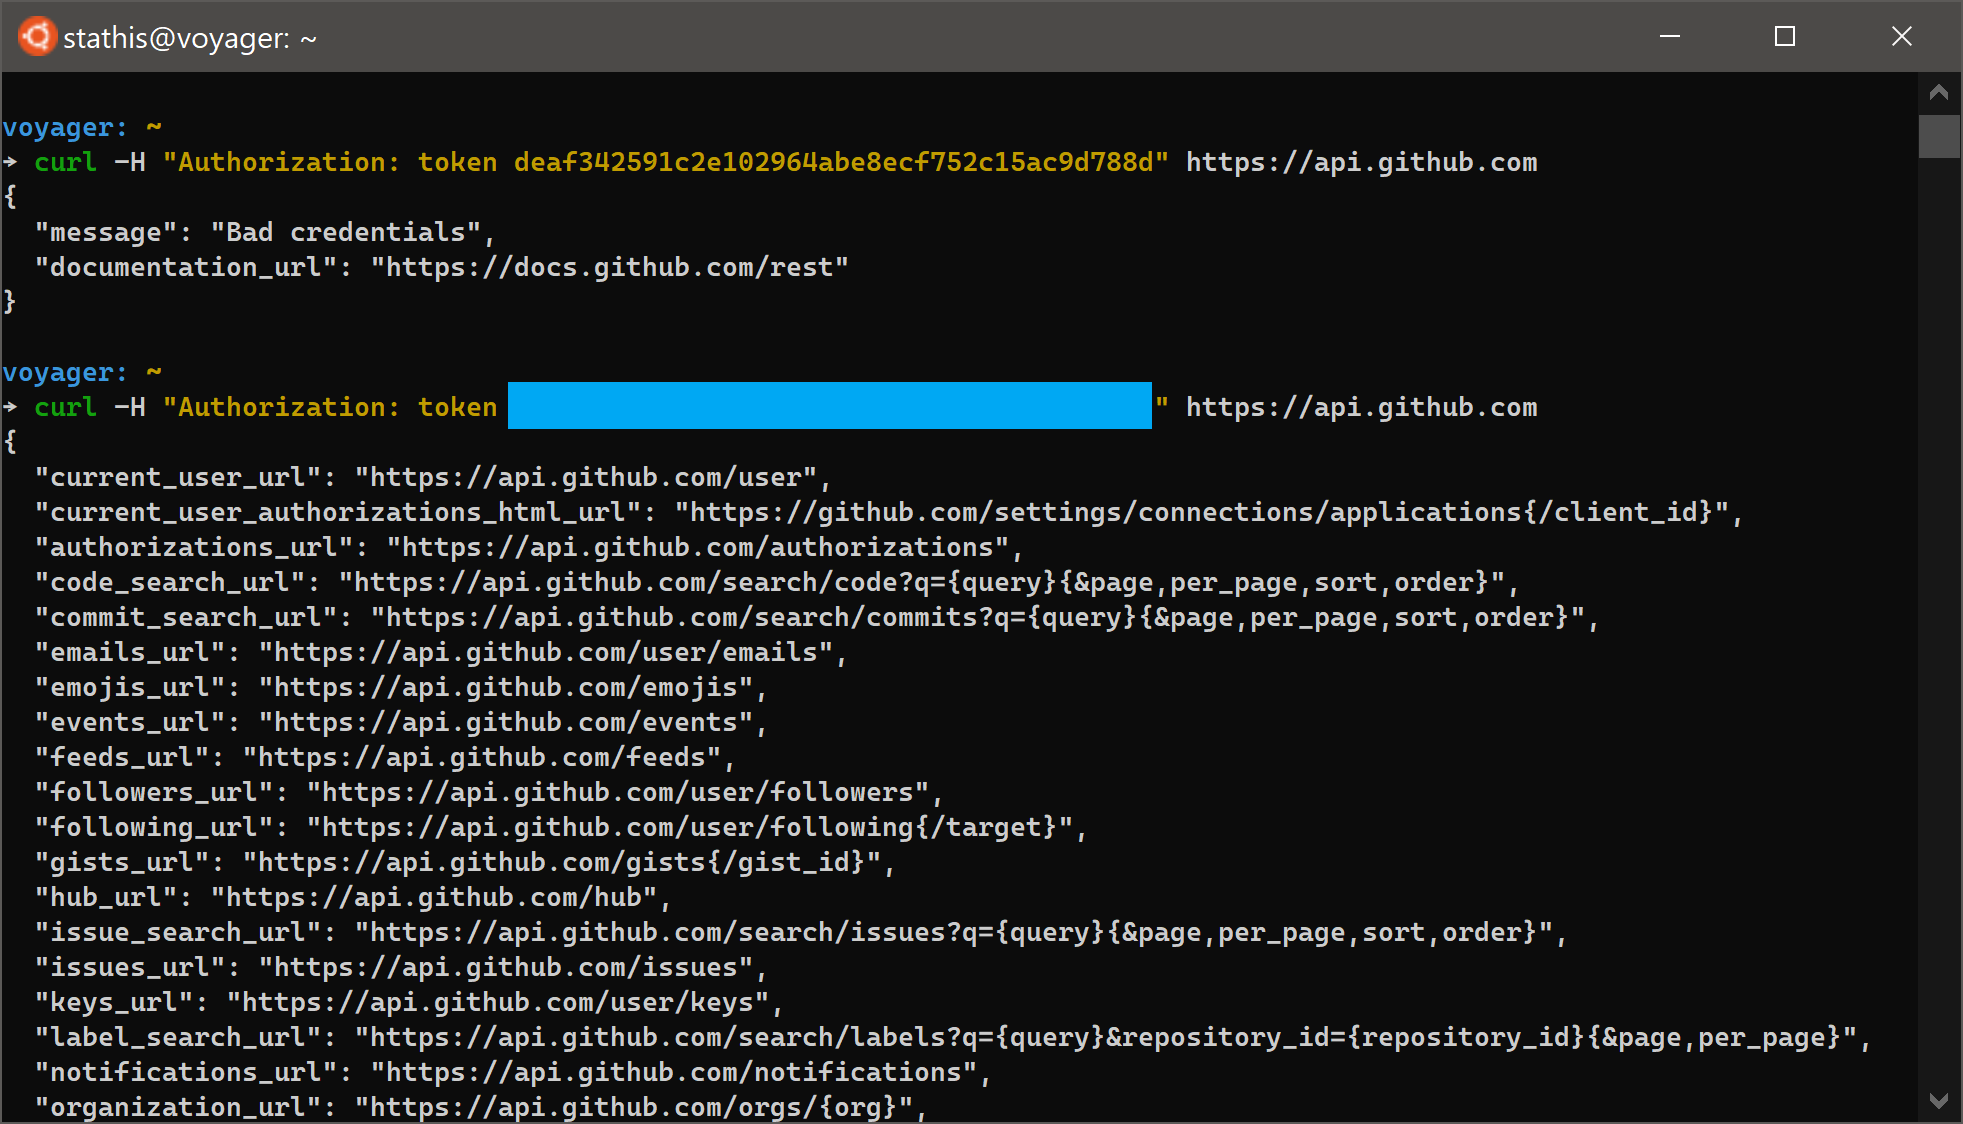 stathis@voyager: ~
voyager: ~
→ curl -H "Authorization: token deaf342591c2e102964abe8ecf752c15ac9d788d" https://api.github.com
{
  "message": "Bad credentials",
  "documentation_url": "https://docs.github.com/rest"
}
voyager: ~
→ curl -H "Authorization: token " https://api.github.com
{
  "current_user_url": "https://api.github.com/user",
  "current_user_authorizations_html_url": "https://github.com/settings/connections/applications{/client_id}",
  "authorizations_url": "https://api.github.com/authorizations",
  "code_search_url": "https://api.github.com/search/code?q={query}{&page,per_page,sort,order}",
  "commit_search_url": "https://api.github.com/search/commits?q={query}{&page,per_page,sort,order}",
  "emails_url": "https://api.github.com/user/emails",
  "emojis_url": "https://api.github.com/emojis",
  "events_url": "https://api.github.com/events",
  "feeds_url": "https://api.github.com/feeds",
  "followers_url": "https://api.github.com/user/followers",
  "following_url": "https://api.github.com/user/following{/target}",
  "gists_url": "https://api.github.com/gists{/gist_id}",
  "hub_url": "https://api.github.com/hub",
  "issue_search_url": "https://api.github.com/search/issues?q={query}{&page,per_page,sort,order}",
  "issues_url": "https://api.github.com/issues",
  "keys_url": "https://api.github.com/user/keys",
  "label_search_url": "https://api.github.com/search/labels?q={query}&repository_id={repository_id}{&page,per_page}",
  "notifications_url": "https://api.github.com/notifications",
  "organization_url": "https://api.github.com/orgs/{org}",